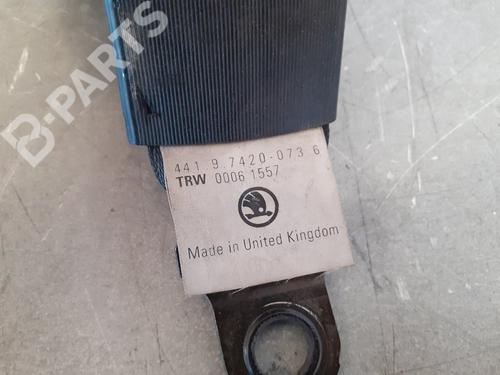 B-PARTS
441 9.7420-073 6
TRW 0006 1557
Made in United Kingdom